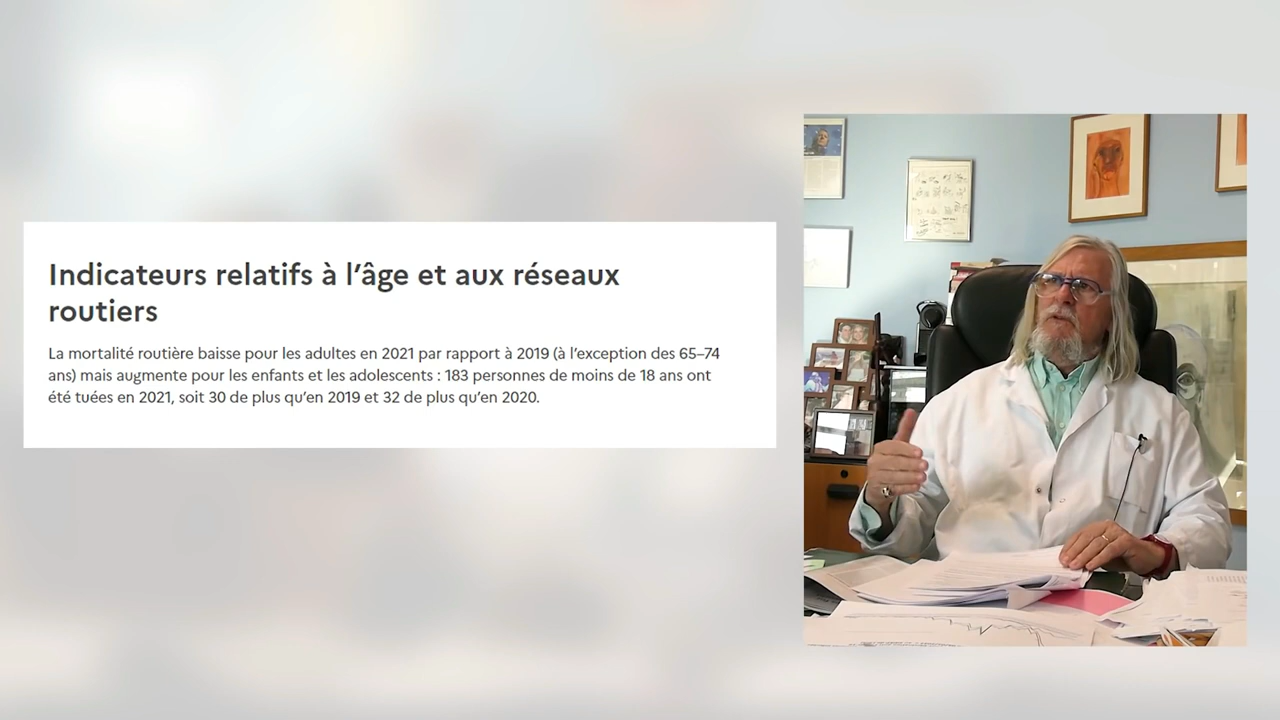 Indicateurs relatifs à l'âge et aux réseaux
routiers
La mortalité routière baisse pour les adultes en 2021 par rapport à 2019 (à l'exception des 65–74
ans) mais augmente pour les enfants et les adolescents : 183 personnes de moins de 18 ans ont
été tuées en 2021, soit 30 de plus qu'en 2019 et 32 de plus qu'en 2020.